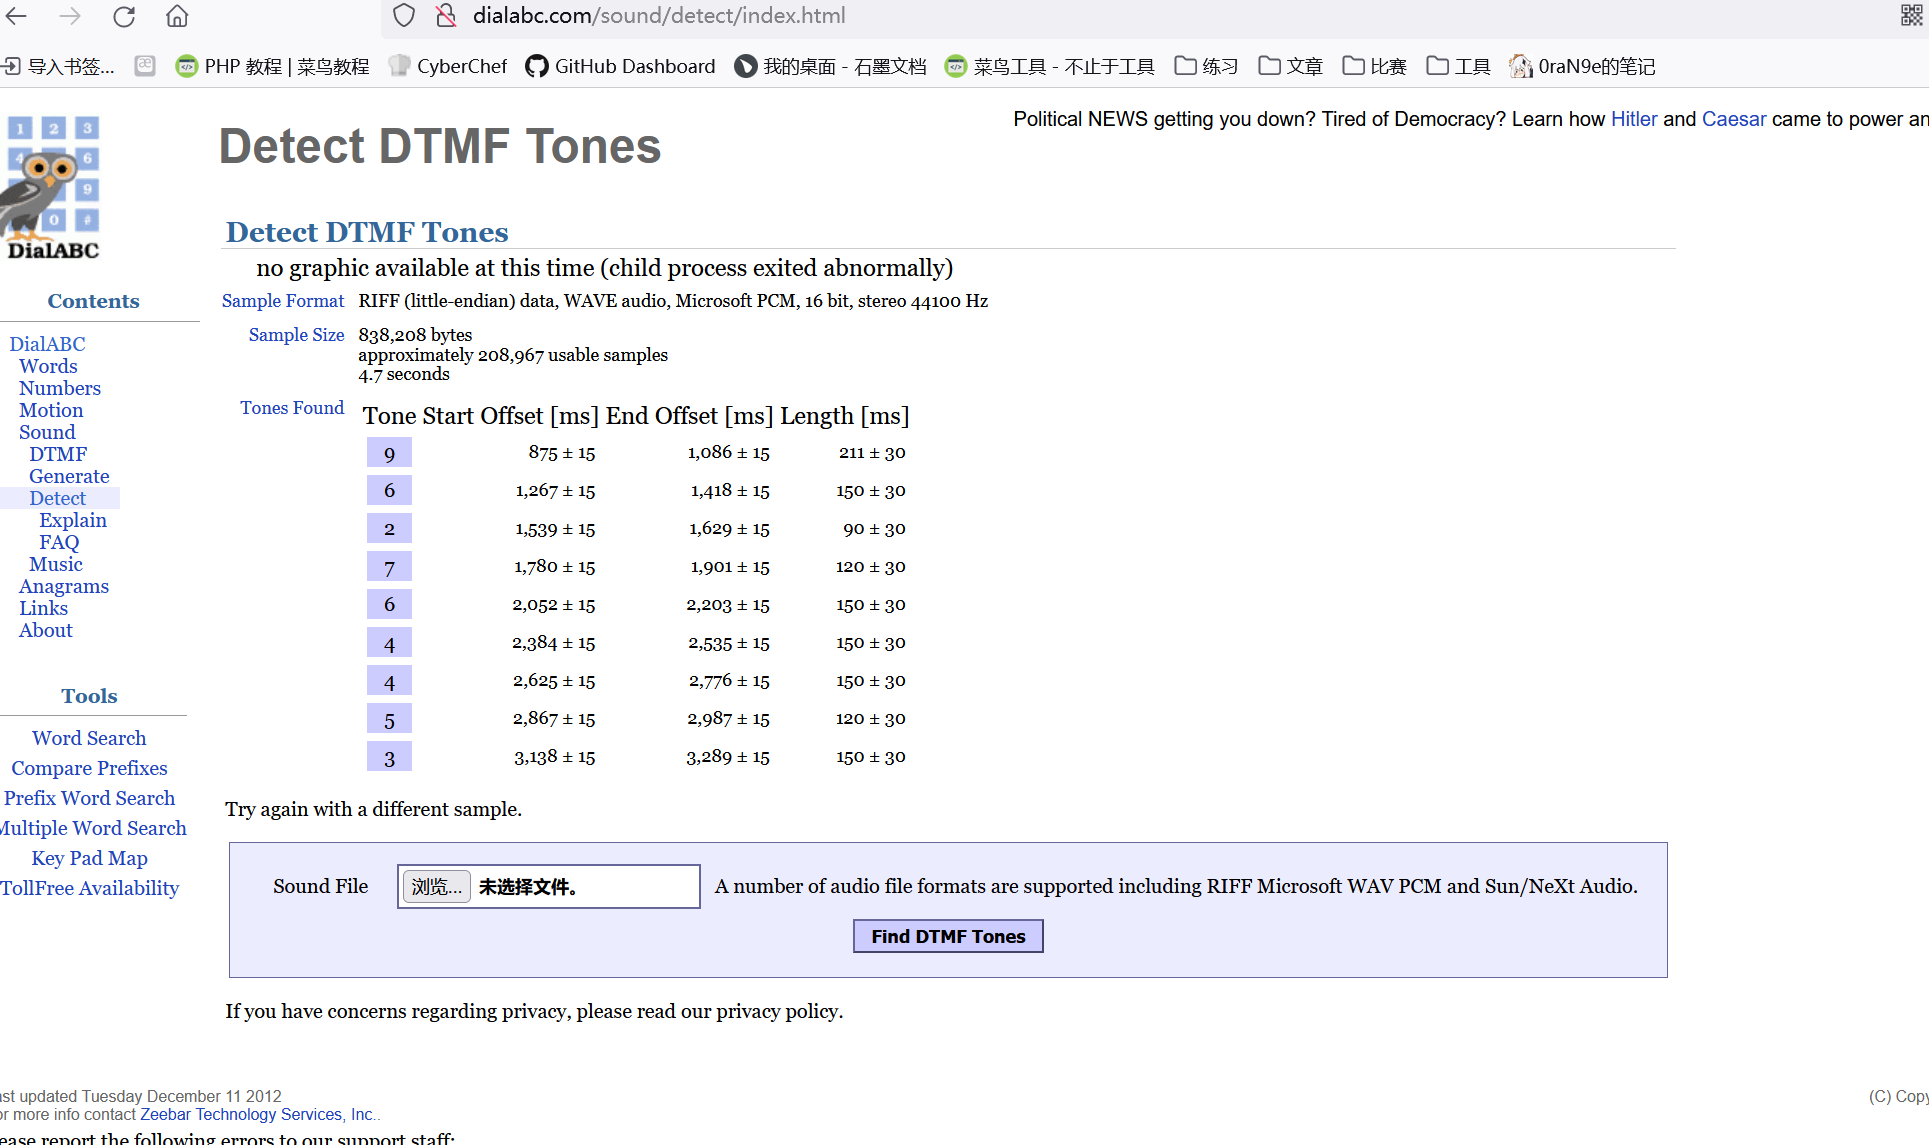 dialabc.com/sound/detect/index.html
导入书签... PHP 教程 | 菜鸟教程 CyberChef GitHub Dashboard 我的桌面 - 石墨文档 菜鸟工具 - 不止于工具 练习 文章 比赛 工具 0raN9e的笔记
Political NEWS getting you down? Tired of Democracy? Learn how Hitler and Caesar came to power an
1 2 3
4 6
9
0 #
DialABC
Detect DTMF Tones
Contents
DialABC
Words
Numbers
Motion
Sound
DTMF
Generate
Detect
Explain
FAQ
Music
Anagrams
Links
About
Tools
Word Search
Compare Prefixes
Prefix Word Search
Multiple Word Search
Key Pad Map
TollFree Availability
Detect DTMF Tones
no graphic available at this time (child process exited abnormally)
Sample Format RIFF (little-endian) data, WAVE audio, Microsoft PCM, 16 bit, stereo 44100 Hz
Sample Size 838,208 bytes
approximately 208,967 usable samples
4.7 seconds
Tones Found Tone Start Offset [ms] End Offset [ms] Length [ms]
9 875 ± 15 1,086 ± 15 211 ± 30
6 1,267 ± 15 1,418 ± 15 150 ± 30
2 1,539 ± 15 1,629 ± 15 90 ± 30
7 1,780 ± 15 1,901 ± 15 120 ± 30
6 2,052 ± 15 2,203 ± 15 150 ± 30
4 2,384 ± 15 2,535 ± 15 150 ± 30
4 2,625 ± 15 2,776 ± 15 150 ± 30
5 2,867 ± 15 2,987 ± 15 120 ± 30
3 3,138 ± 15 3,289 ± 15 150 ± 30
Try again with a different sample.
Sound File 浏览... 未选择文件。 A number of audio file formats are supported including RIFF Microsoft WAV PCM and Sun/NeXt Audio.
Find DTMF Tones
If you have concerns regarding privacy, please read our privacy policy.
ast updated Tuesday December 11 2012
(C) Copy
or more info contact Zeebar Technology Services, Inc..
ease report the following errors to our support staff: